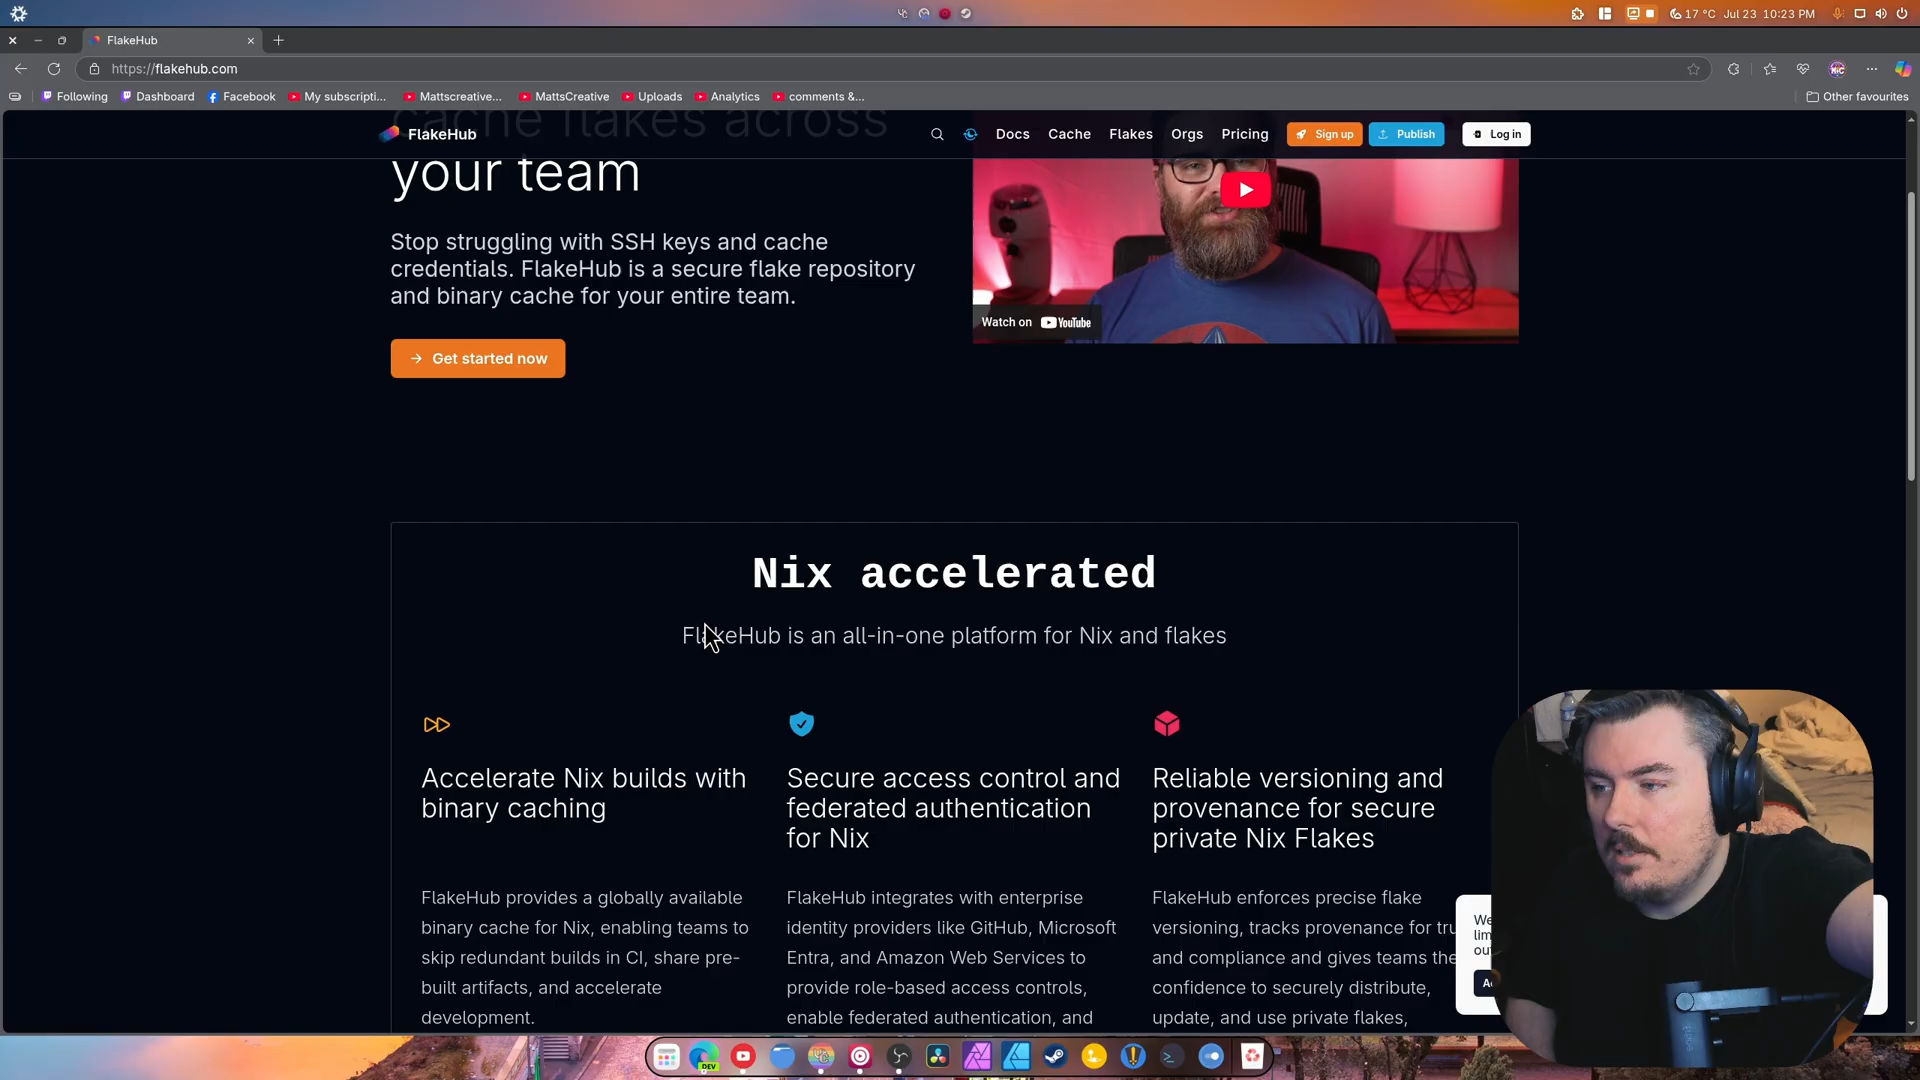 17 °C Jul 23 10:23 PM
FlakeHub
https://flakehub.com
Following Dashboard Facebook My subscripti... Mattscreative... MattsCreative Uploads Analytics comments &... Other favourites
cache flakes across
FlakeHub Docs Cache Flakes Orgs Pricing Sign up Publish Log in
your team
Stop struggling with SSH keys and cache
credentials. FlakeHub is a secure flake repository
and binary cache for your entire team.
Watch on YouTube
Get started now
Nix accelerated
FlakeHub is an all-in-one platform for Nix and flakes
Accelerate Nix builds with
binary caching
Secure access control and
federated authentication
for Nix
Reliable versioning and
provenance for secure
private Nix Flakes
FlakeHub provides a globally available
binary cache for Nix, enabling teams to
skip redundant builds in CI, share pre-
built artifacts, and accelerate
development.
FlakeHub integrates with enterprise
identity providers like GitHub, Microsoft
Entra, and Amazon Web Services to
provide role-based access controls,
enable federated authentication, and
FlakeHub enforces precise flake
versioning, tracks provenance for tru
and compliance and gives teams the
confidence to securely distribute,
update, and use private flakes,
We
lim
ou
DEV